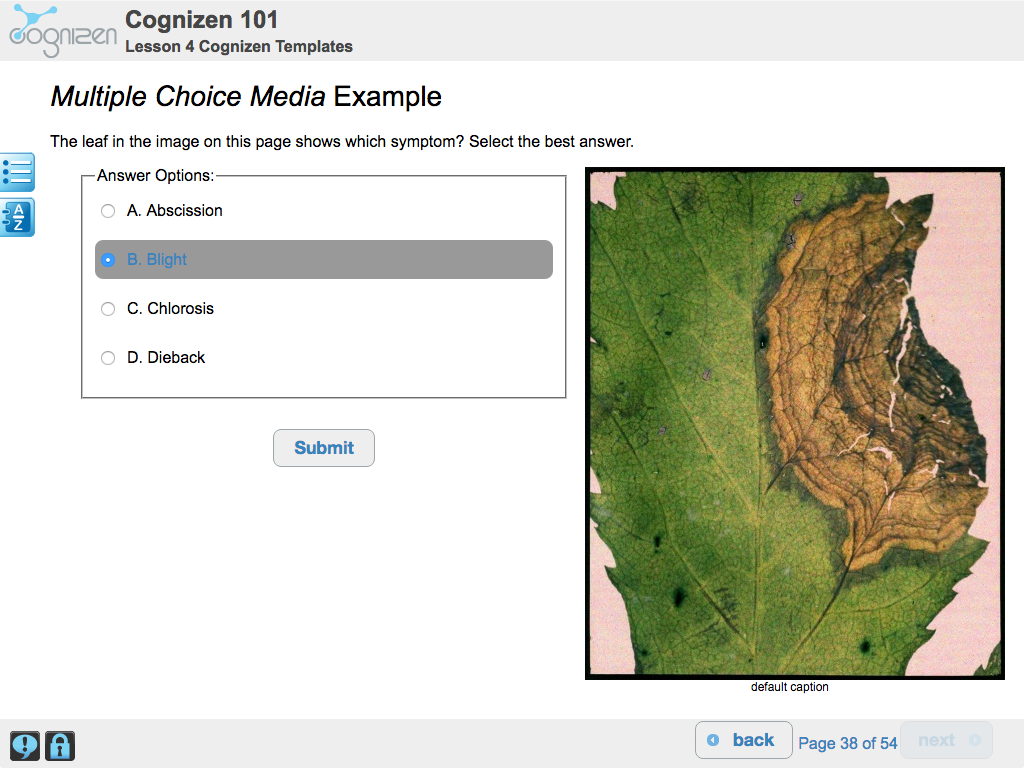 cognizen
Cognizen 101
Lesson 4 Cognizen Templates
Multiple Choice Media Example
The leaf in the image on this page shows which symptom? Select the best answer.
Answer Options:
A. Abscission
B. Blight
C. Chlorosis
D. Dieback
Submit
A
Z
default caption
back
Page 38 of 54
next